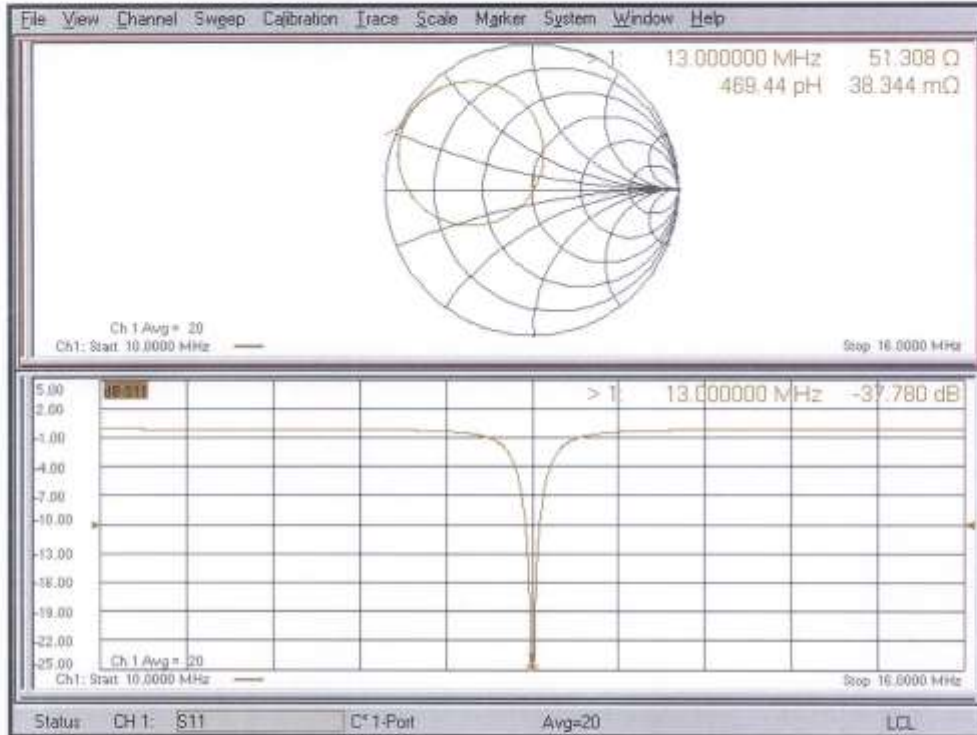 File View Channel Sweep Calibration Trace Scale Marker System Window Help
> 1: 13.000000 MHz 51.308 Ω
469.44 pH 38.344 mΩ
Ch 1 Avg = 20
Ch1: Start 10.0000 MHz
Stop 16.0000 MHz
5.00 dB S11 > 1: 13.000000 MHz -37.780 dB
2.00
-1.00
-4.00
-7.00
-10.00
-13.00
-16.00
-19.00
-22.00
-25.00
Ch 1 Avg = 20
Ch1: Start 10.0000 MHz
Stop 16.0000 MHz
Status CH 1: S11 C* 1-Port Avg=20 LCL